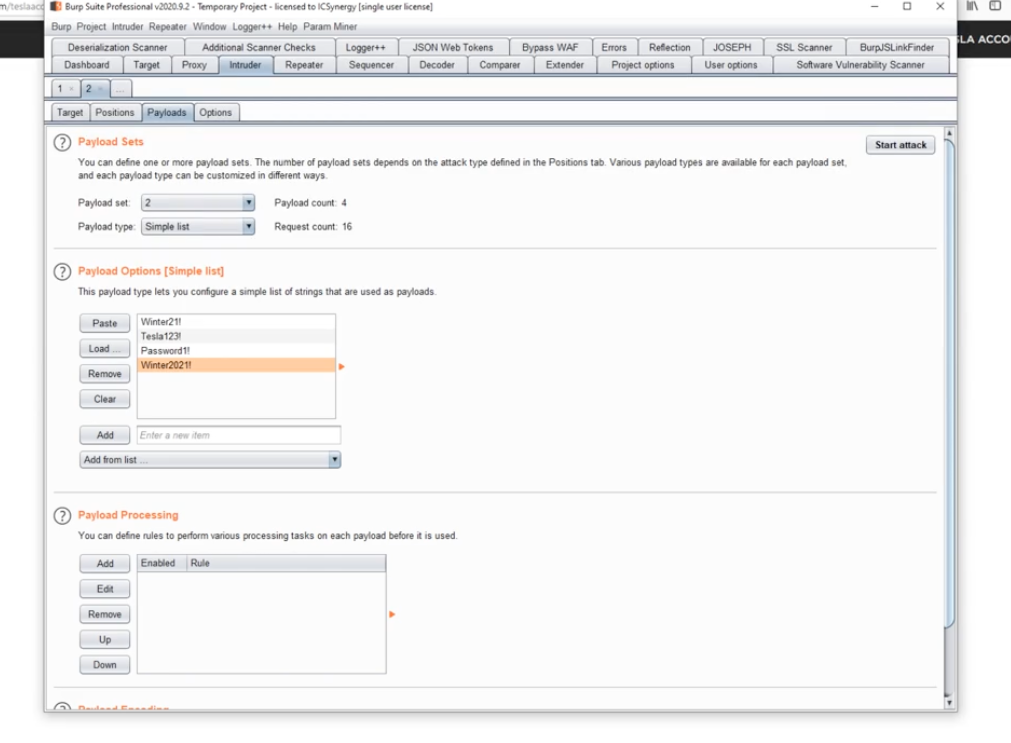 m/teslaacc
Burp Suite Professional v2020.9.2 - Temporary Project - licensed to ICSynergy [single user license]
Burp Project Intruder Repeater Window Logger++ Help Param Miner
Deserialization Scanner Additional Scanner Checks Logger++ JSON Web Tokens Bypass WAF Errors Reflection JOSEPH SSL Scanner BurpJSLinkFinder
SLA ACCO
Dashboard Target Proxy Intruder Repeater Sequencer Decoder Comparer Extender Project options User options Software Vulnerability Scanner
1 × 2 × ...
Target Positions Payloads Options
? Payload Sets
Start attack
You can define one or more payload sets. The number of payload sets depends on the attack type defined in the Positions tab. Various payload types are available for each payload set,
and each payload type can be customized in different ways.
Payload set: 2 Payload count: 4
Payload type: Simple list Request count: 16
? Payload Options [Simple list]
This payload type lets you configure a simple list of strings that are used as payloads.
Paste
Load ...
Remove
Clear
Winter21!
Tesla123!
Password1!
Winter2021!
Add Enter a new item
Add from list ...
? Payload Processing
You can define rules to perform various processing tasks on each payload before it is used.
Add Enabled Rule
Edit
Remove
Up
Down
? Payload Encoding